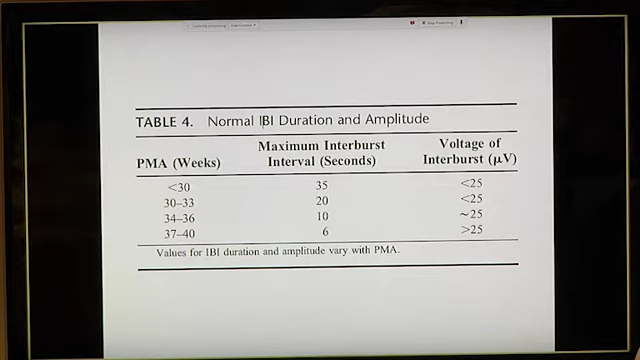 TABLE 4. Normal IBI Duration and Amplitude
PMA (Weeks) Maximum Interburst Interval (Seconds) Voltage of Interburst (µV)
<30 35 <25
30–33 20 <25
34–36 10 ~25
37–40 6 >25
Values for IBI duration and amplitude vary with PMA.